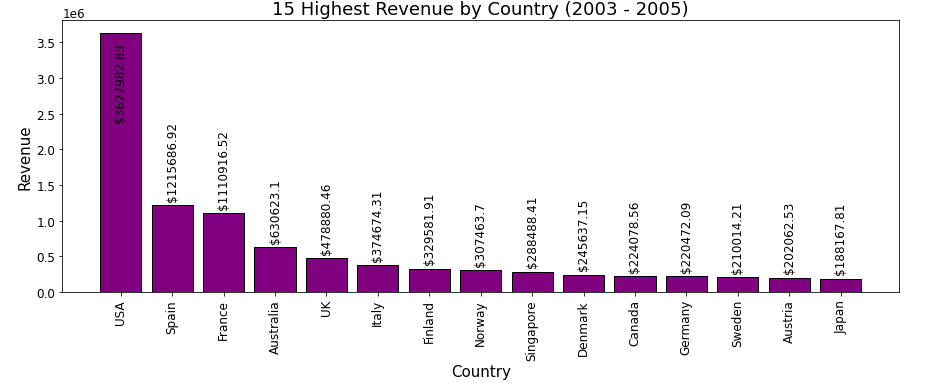 15 Highest Revenue by Country (2003 - 2005)
1e6
3.5
3.0
2.5
2.0
1.5
1.0
0.5
0.0
Revenue
$3627982.83
$1215686.92
$1110916.52
$630623.1
$478880.46
$374674.31
$329581.91
$307463.7
$288488.41
$245637.15
$224078.56
$220472.09
$210014.21
$202062.53
$188167.81
USA
Spain
France
Australia
UK
Italy
Finland
Norway
Singapore
Denmark
Canada
Germany
Sweden
Austria
Japan
Country